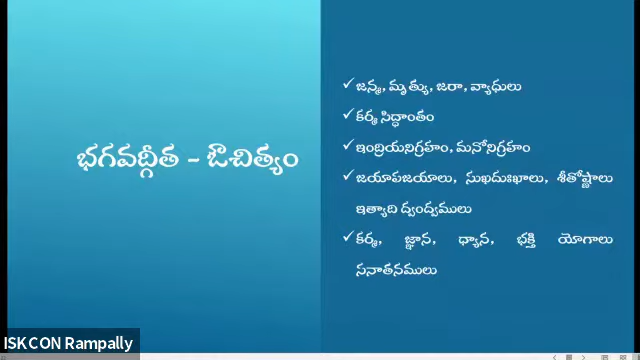 భగవద్గీత - ఔచిత్యం
✓జన్మ, మృత్యు, జరా, వ్యాధులు
✓కర్మ సిద్ధాంతం
✓ఇంద్రియనిగ్రహం, మనోనిగ్రహం
✓జయాపజయాలు, సుఖదుఃఖాలు, శీతోష్ణాలు
ఇత్యాది ద్వంద్వములు
✓కర్మ, జ్ఞాన, ధ్యాన, భక్తి యోగాలు
సనాతనములు
ISKCON Rampally